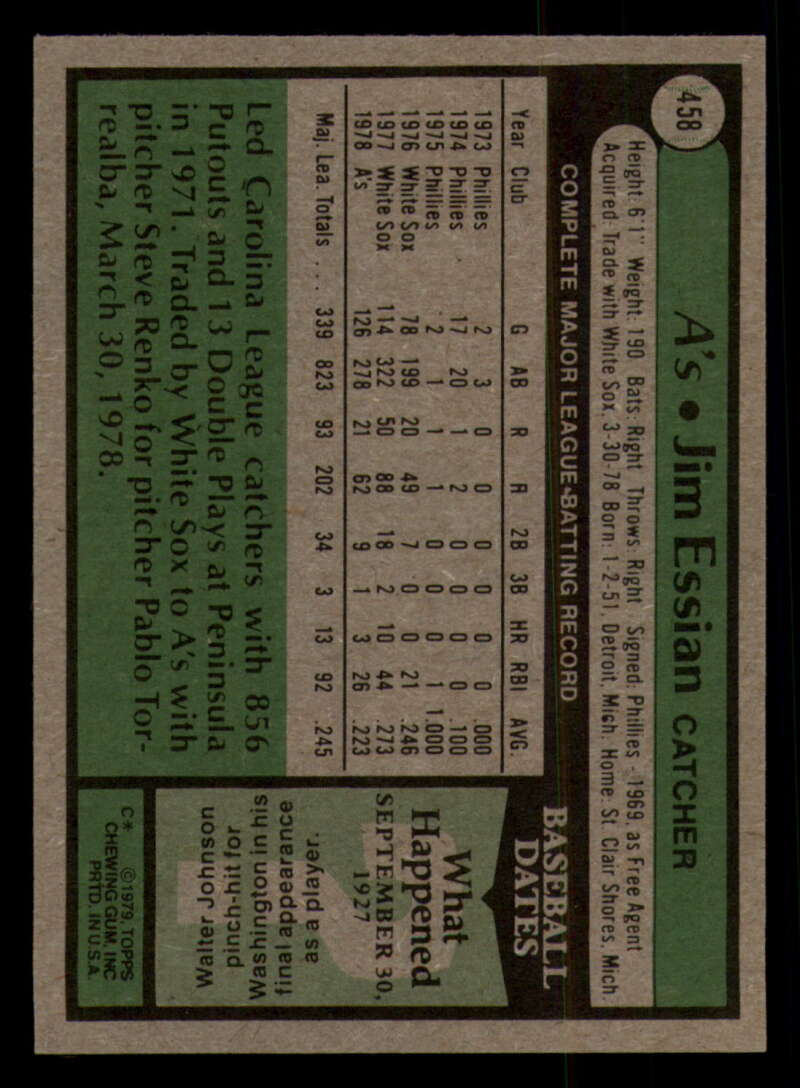 458
A's • Jim Essian CATCHER
Height: 6'1" Weight: 190 Bats: Right Throws: Right Signed: Phillies - 1969, as Free Agent
Acquired: Trade with White Sox, 3-30-78 Born: 1-2-51, Detroit, Mich. Home: St. Clair Shores, Mich
COMPLETE MAJOR LEAGUE BATTING RECORD
Year Club G AB R H 2B 3B HR RBI AVG.
1973 Phillies 2 3 0 0 0 0 0 0 .000
1974 Phillies 17 20 1 2 0 0 0 0 .100
1975 Phillies 2 1 1 1 0 0 0 1 1.000
1976 White Sox 78 199 20 49 7 0 0 21 .246
1977 White Sox 114 322 50 88 18 2 10 44 .273
1978 A's 126 278 21 62 9 1 3 26 .223
Maj. Lea. Totals . . . 339 823 93 202 34 3 13 92 .245
Led Carolina League catchers with 856
Putouts and 13 Double Plays at Peninsula
in 1971. Traded by White Sox to A's with
pitcher Steve Renko for pitcher Pablo Tor-
realba, March 30, 1978.
BASEBALL
DATES
What
Happened
SEPTEMBER 30,
1927
Walter Johnson
pinch-hit for
Washington in his
final appearance
as a player.
C* ©1979, TOPPS
CHEWING GUM, INC
PRTD. IN U.S.A.